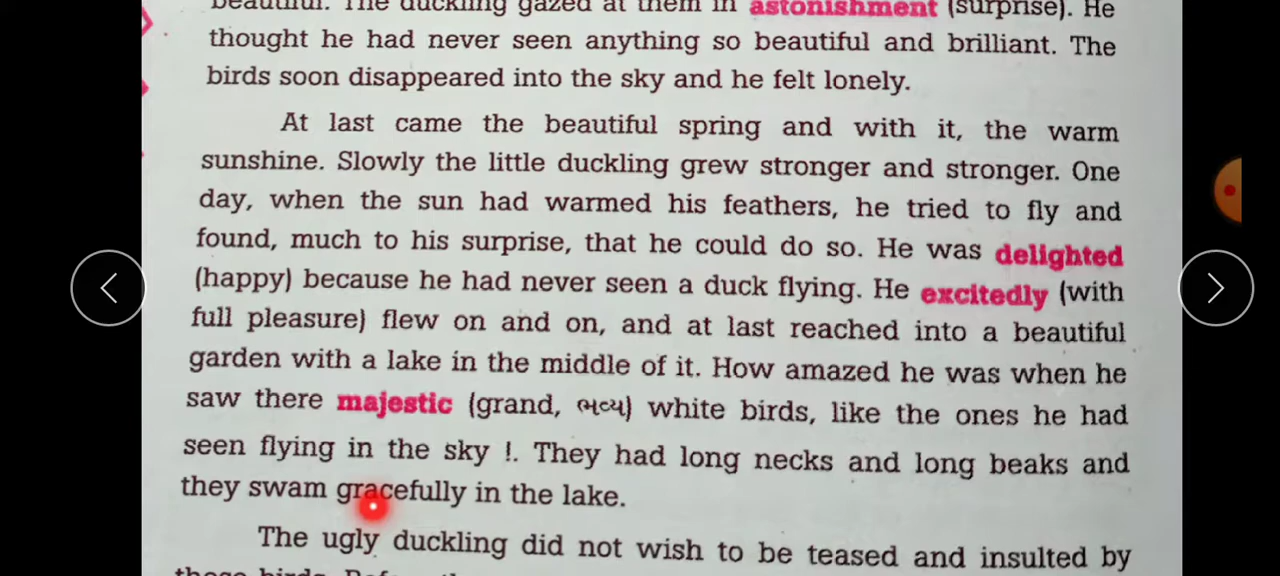 beautiful. The duckling gazed at them in astonishment (surprise). He
thought he had never seen anything so beautiful and brilliant. The
birds soon disappeared into the sky and he felt lonely.
At last came the beautiful spring and with it, the warm
sunshine. Slowly the little duckling grew stronger and stronger. One
day, when the sun had warmed his feathers, he tried to fly and
found, much to his surprise, that he could do so. He was delighted
(happy) because he had never seen a duck flying. He excitedly (with
full pleasure) flew on and on, and at last reached into a beautiful
garden with a lake in the middle of it. How amazed he was when he
saw there majestic (grand, ભવ્ય) white birds, like the ones he had
seen flying in the sky !. They had long necks and long beaks and
they swam gracefully in the lake.
The ugly duckling did not wish to be teased and insulted by